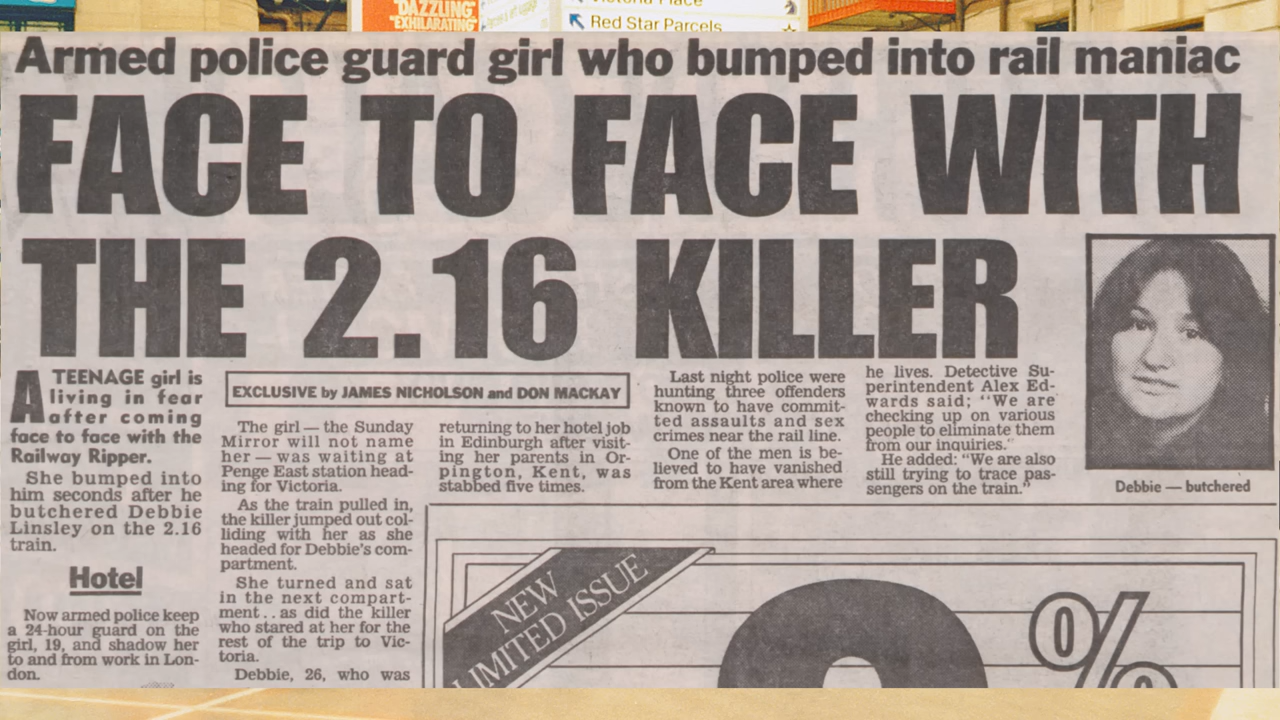 DAZZLING"
"EXHILARATING"
Victoria Place
Red Star Parcels
Armed police guard girl who bumped into rail maniac
FACE TO FACE WITH
THE 2.16 KILLER
A TEENAGE girl is
living in fear
after coming
face to face with the
Railway Ripper.
She bumped into
him seconds after he
butchered Debbie
Linsley on the 2.16
train.
Hotel
Now armed police keep
a 24-hour guard on the
girl, 19, and shadow her
to and from work in Lon-
don.
EXCLUSIVE by JAMES NICHOLSON and DON MACKAY
The girl — the Sunday
Mirror will not name
her — was waiting at
Penge East station head-
ing for Victoria.
As the train pulled in,
the killer jumped out col-
liding with her as she
headed for Debbie's com-
partment.
She turned and sat
in the next compart-
ment . . as did the killer
who stared at her for the
rest of the trip to Vic-
toria.
Debbie, 26, who was
returning to her hotel job
in Edinburgh after visit-
ing her parents in Or-
pington, Kent, was
stabbed five times.
Last night police were
hunting three offenders
known to have commit-
ted assaults and sex
crimes near the rail line.
One of the men is be-
lieved to have vanished
from the Kent area where
he lives. Detective Su-
perintendent Alex Ed-
wards said; "We are
checking up on various
people to eliminate them
from our inquiries."
He added: "We are also
still trying to trace pas-
sengers on the train."
Debbie — butchered
NEW
LIMITED ISSUE
%